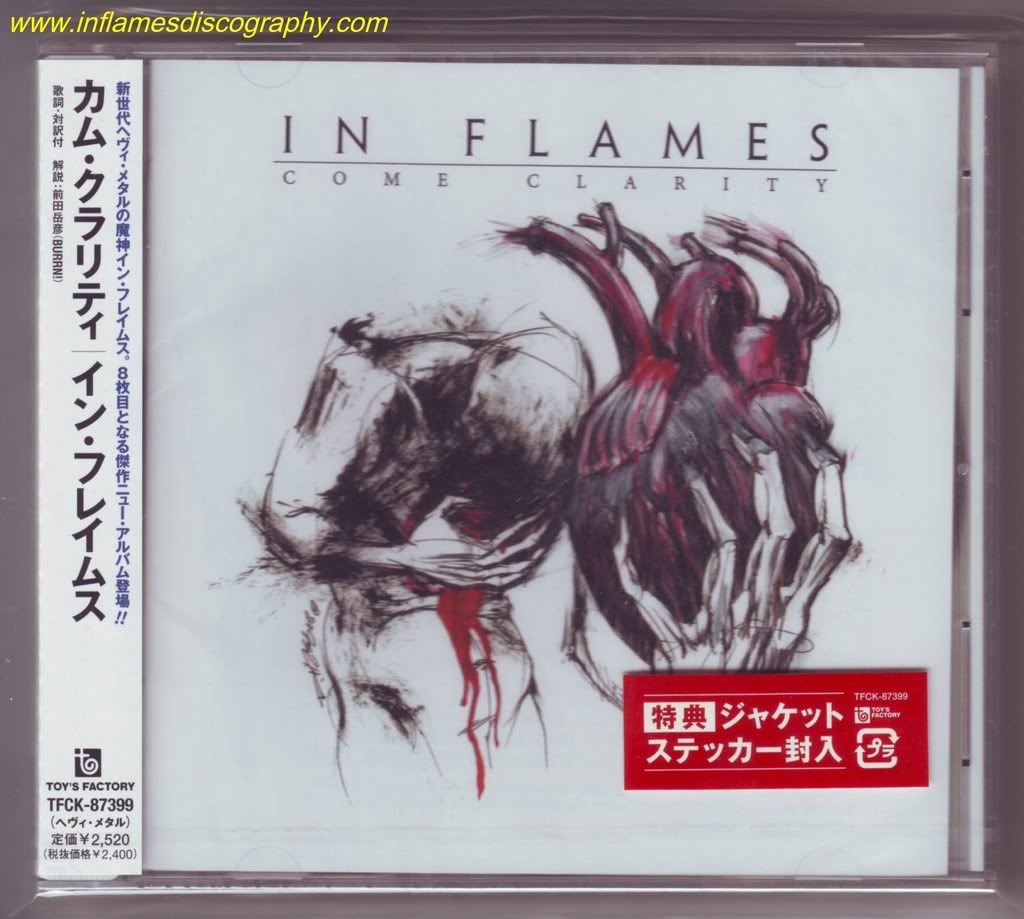 www.inflamesdiscography.com
新世代ヘヴィ・メタルの魔神イン・フレイムス。8枚目となる傑作ニュー・アルバム登場!!
カム・クラリティ│イン・フレイムス
歌詞・対訳付 解説:前田岳彦(BURRN!)
TOY'S FACTORY
TFCK-87399
(ヘヴィ・メタル)
定価¥2,520
(税抜価格¥2,400)
IN FLAMES
COME CLARITY
特典 ジャケット
ステッカー封入
TFCK-87399
TOY'S FACTORY
プラ